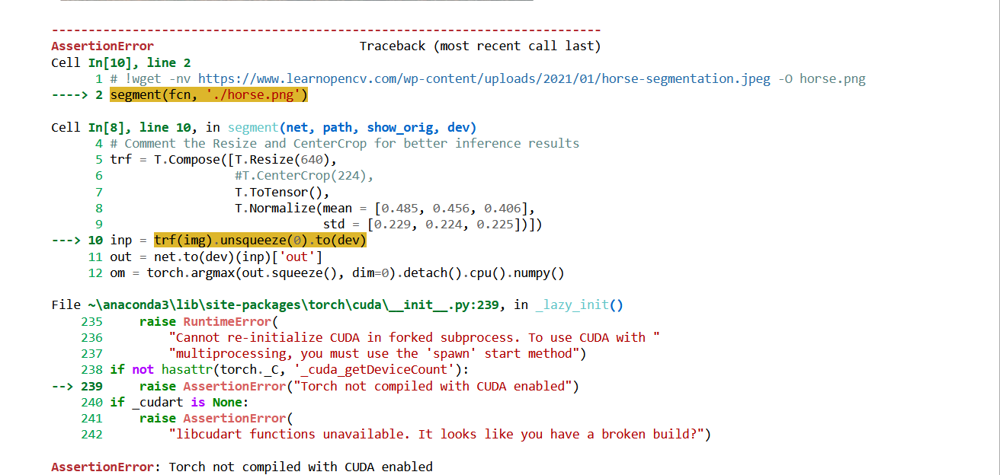 ---------------------------------------------------------------------------
AssertionError                            Traceback (most recent call last)
Cell In[10], line 2
      1 # !wget -nv https://www.learnopencv.com/wp-content/uploads/2021/01/horse-segmentation.jpeg -O horse.png
----> 2 segment(fcn, './horse.png')
Cell In[8], line 10, in segment(net, path, show_orig, dev)
      4 # Comment the Resize and CenterCrop for better inference results
      5 trf = T.Compose([T.Resize(640),
      6                  #T.CenterCrop(224),
      7                  T.ToTensor(),
      8                  T.Normalize(mean = [0.485, 0.456, 0.406],
      9                              std = [0.229, 0.224, 0.225])])
---> 10 inp = trf(img).unsqueeze(0).to(dev)
     11 out = net.to(dev)(inp)['out']
     12 om = torch.argmax(out.squeeze(), dim=0).detach().cpu().numpy()
File ~\anaconda3\lib\site-packages\torch\cuda\__init__.py:239, in _lazy_init()
    235     raise RuntimeError(
    236         "Cannot re-initialize CUDA in forked subprocess. To use CUDA with "
    237         "multiprocessing, you must use the 'spawn' start method")
    238 if not hasattr(torch._C, '_cuda_getDeviceCount'):
--> 239     raise AssertionError("Torch not compiled with CUDA enabled")
    240 if _cudart is None:
    241     raise AssertionError(
    242         "libcudart functions unavailable. It looks like you have a broken build?")
AssertionError: Torch not compiled with CUDA enabled